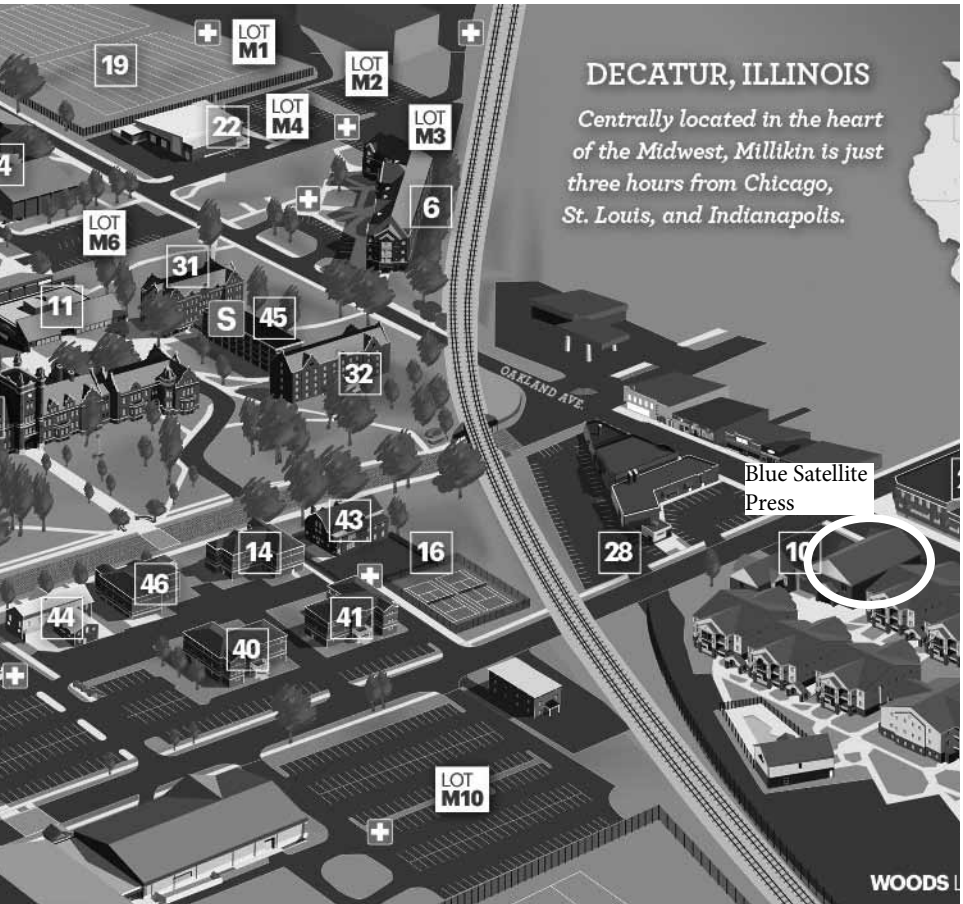 LOT
M1
19
LOT
M2
DECATUR, ILLINOIS
Centrally located in the heart
of the Midwest, Millikin is just
three hours from Chicago,
St. Louis, and Indianapolis.
22
LOT
M4
LOT
M3
4
6
LOT
M6
31
11
S
45
32
OAKLAND AVE.
Blue Satellite
Press
43
14
16
28
10
46
44
41
40
LOT
M10
WOODS